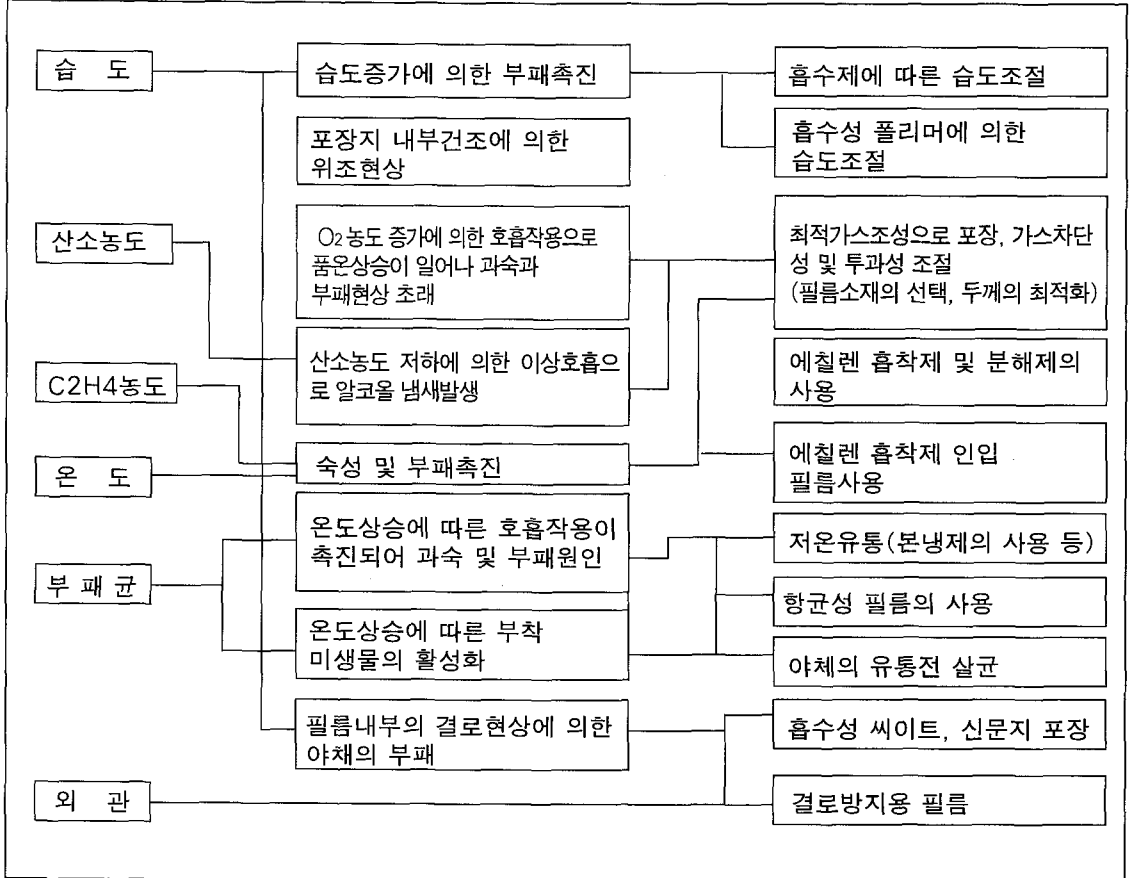 습 도
습도증가에 의한 부패촉진
흡수제에 따른 습도조절
포장지 내부건조에 의한
위조현상
흡수성 폴리머에 의한
습도조절
산소농도
O2 농도 증가에 의한 호흡작용으로
품온상승이 일어나 과숙과
부패현상 초래
최적가스조성으로 포장, 가스차단
성 및 투과성 조절
(필름소재의 선택, 두께의 최적화)
산소농도 저하에 의한 이상호흡으
로 알코올 냄새발생
에칠렌 흡착제 및 분해제의
사용
C2H4농도
숙성 및 부패촉진
에칠렌 흡착제 인입
필름사용
온 도
온도상승에 따른 호흡작용이
촉진되어 과숙 및 부패원인
저온유통(본냉제의 사용 등)
부 패 균
항균성 필름의 사용
온도상승에 따른 부착
미생물의 활성화
야체의 유통전 살균
필름내부의 결로현상에 의한
야채의 부패
흡수성 씨이트, 신문지 포장
외 관
결로방지용 필름